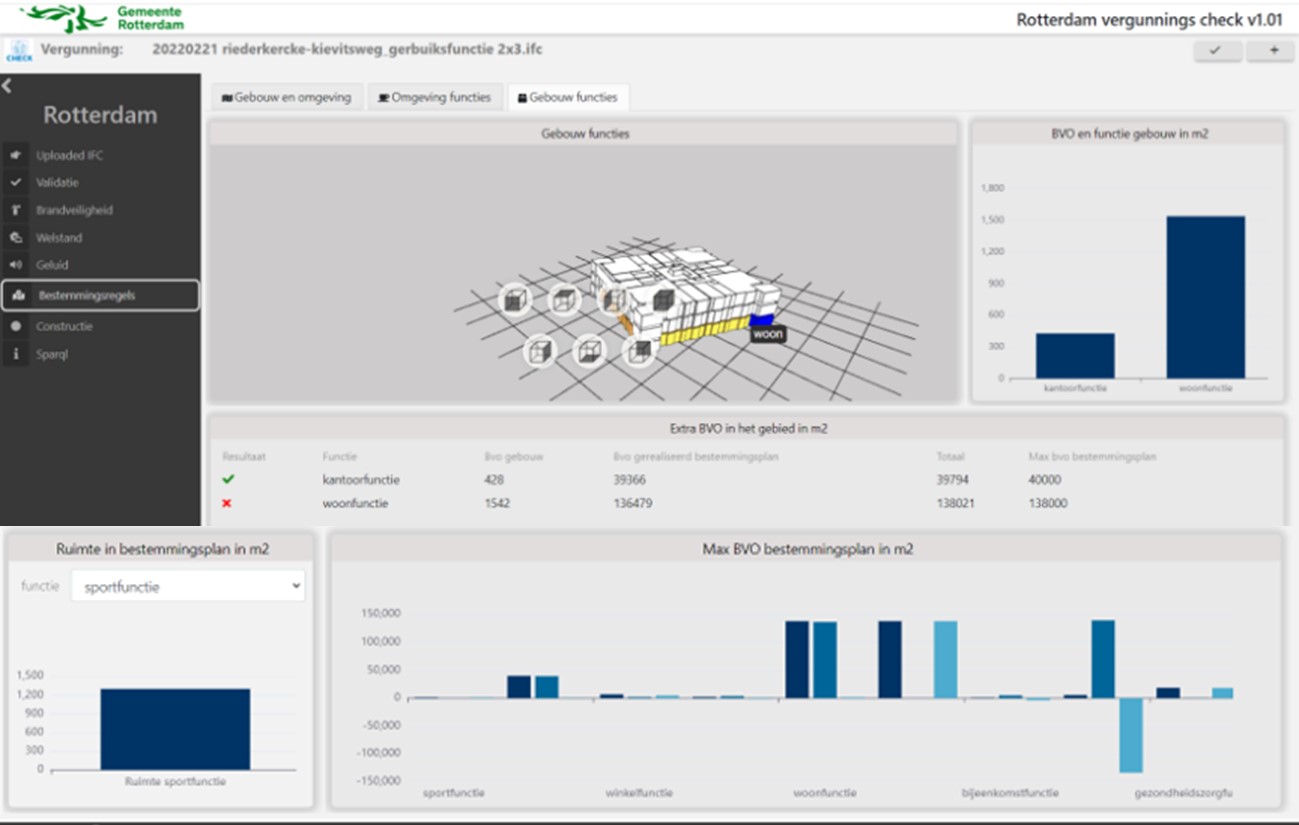 Gemeente
Rotterdam
Rotterdam vergunnings check v1.01
CHECK
Vergunning: 20220221 riederkercke-kievitsweg_gerbuiksfunctie 2x3.ifc
Rotterdam
Uploaded IFC
Validatie
Brandveiligheid
Welstand
Geluid
Bestemmingsregels
Constructie
Sparql
Gebouw en omgeving Omgeving functies Gebouw functies
Gebouw functies
woon
BVO en functie gebouw in m2
1,800
1,500
1,200
900
600
300
0
kantoorfunctie woonfunctie
Extra BVO in het gebied in m2
Resultaat Functie Bvo gebouw Bvo gerealiseerd bestemmingsplan Totaal Max bvo bestemmingsplan
kantoorfunctie 428 39366 39794 40000
woonfunctie 1542 136479 138021 138000
Ruimte in bestemmingsplan in m2
functie sportfunctie
1,500
1,200
900
600
300
0
Ruimte sportfunctie
Max BVO bestemmingsplan in m2
150,000
100,000
50,000
0
-50,000
-100,000
-150,000
sportfunctie winkelfunctie woonfunctie bijeenkomstfunctie gezondheidszorgfu